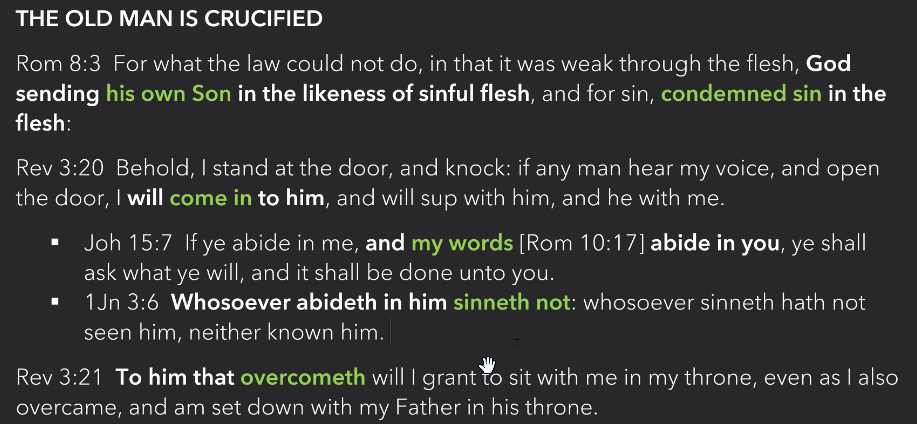 THE OLD MAN IS CRUCIFIED
Rom 8:3 For what the law could not do, in that it was weak through the flesh, God
sending his own Son in the likeness of sinful flesh, and for sin, condemned sin in the
flesh:
Rev 3:20 Behold, I stand at the door, and knock: if any man hear my voice, and open
the door, I will come in to him, and will sup with him, and he with me.
▪ Joh 15:7 If ye abide in me, and my words [Rom 10:17] abide in you, ye shall
ask what ye will, and it shall be done unto you.
▪ 1Jn 3:6 Whosoever abideth in him sinneth not: whosoever sinneth hath not
seen him, neither known him.
Rev 3:21 To him that overcometh will I grant to sit with me in my throne, even as I also
overcame, and am set down with my Father in his throne.